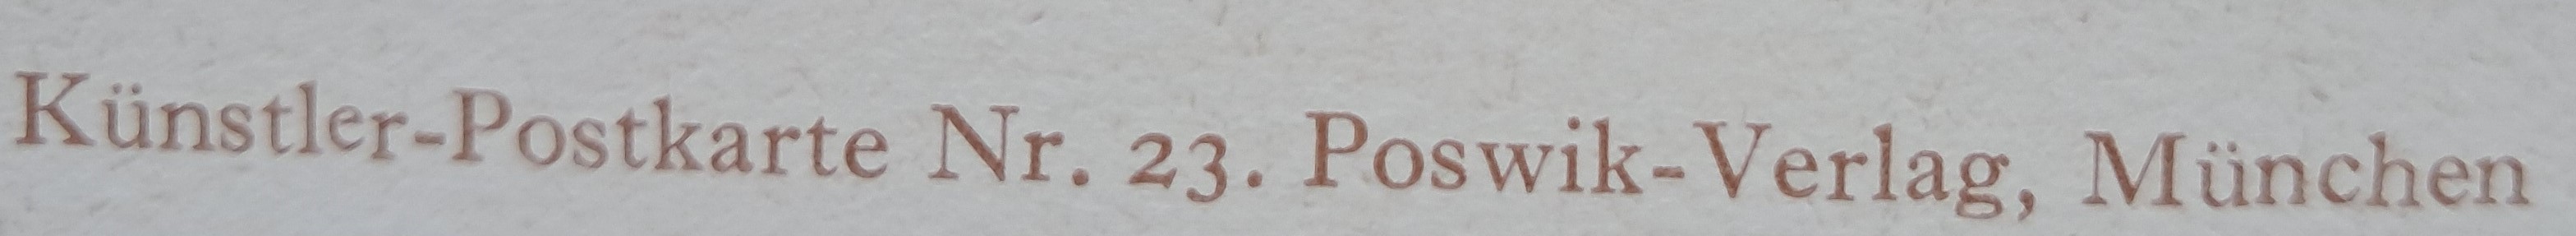 Künstler-Postkarte Nr. 23. Poswik-Verlag, München